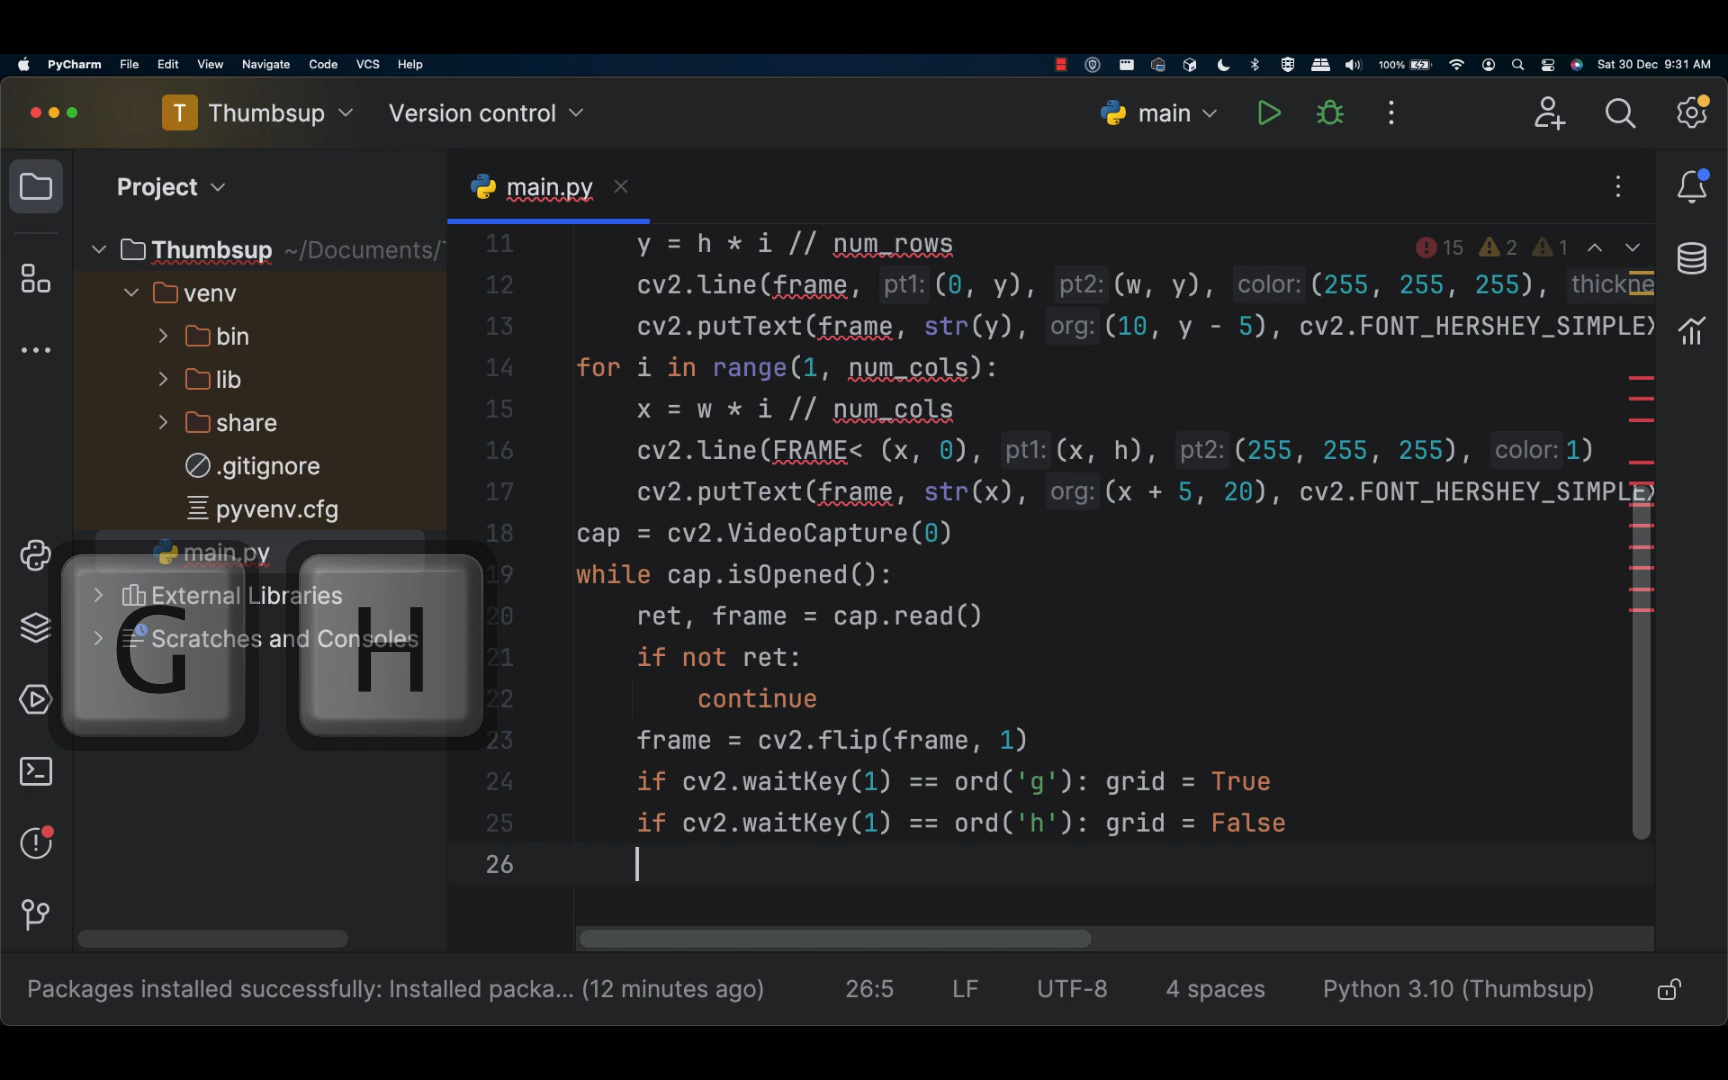 PyCharm File Edit View Navigate Code VCS Help 100% Sat 30 Dec 9:31 AM
T Thumbsup Version control main
Project
main.py
Thumbsup ~/Documents/
venv
bin
lib
share
.gitignore
pyvenv.cfg
main.py
External Libraries
Scratches and Consoles
G H
15 2 1
11 y = h * i // num_rows
12 cv2.line(frame, pt1: (0, y), pt2: (w, y), color: (255, 255, 255), thickne
13 cv2.putText(frame, str(y), org: (10, y - 5), cv2.FONT_HERSHEY_SIMPLEX
14 for i in range(1, num_cols):
15 x = w * i // num_cols
16 cv2.line(FRAME< (x, 0), pt1: (x, h), pt2: (255, 255, 255), color: 1)
17 cv2.putText(frame, str(x), org: (x + 5, 20), cv2.FONT_HERSHEY_SIMPLEX
18 cap = cv2.VideoCapture(0)
19 while cap.isOpened():
20 ret, frame = cap.read()
21 if not ret:
22 continue
23 frame = cv2.flip(frame, 1)
24 if cv2.waitKey(1) == ord('g'): grid = True
25 if cv2.waitKey(1) == ord('h'): grid = False
26
Packages installed successfully: Installed packa... (12 minutes ago) 26:5 LF UTF-8 4 spaces Python 3.10 (Thumbsup)